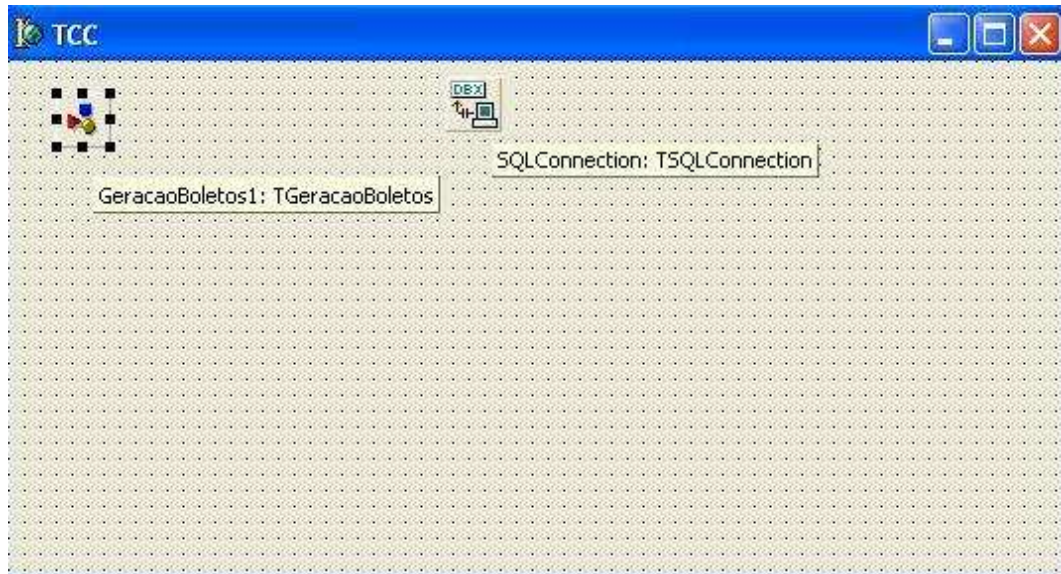 TCC
DBX
SQLConnection: TSQLConnection
GeracaoBoletos1: TGeracaoBoletos